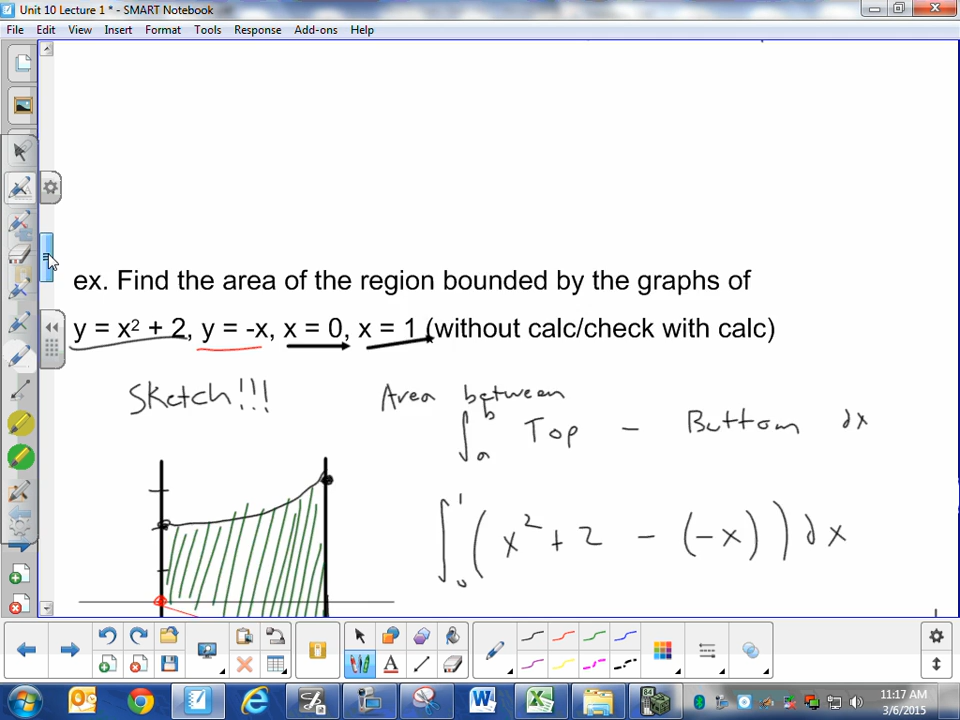 Unit 10 Lecture 1 * - SMART Notebook
File Edit View Insert Format Tools Response Add-ons Help
ex. Find the area of the region bounded by the graphs of
y = x² + 2, y = -x, x = 0, x = 1 (without calc/check with calc)
Sketch!!!
Area between
∫ₐᵇ Top - Bottom dx
∫₀¹ (x² + 2 - (-x)) dx
11:17 AM
3/6/2015